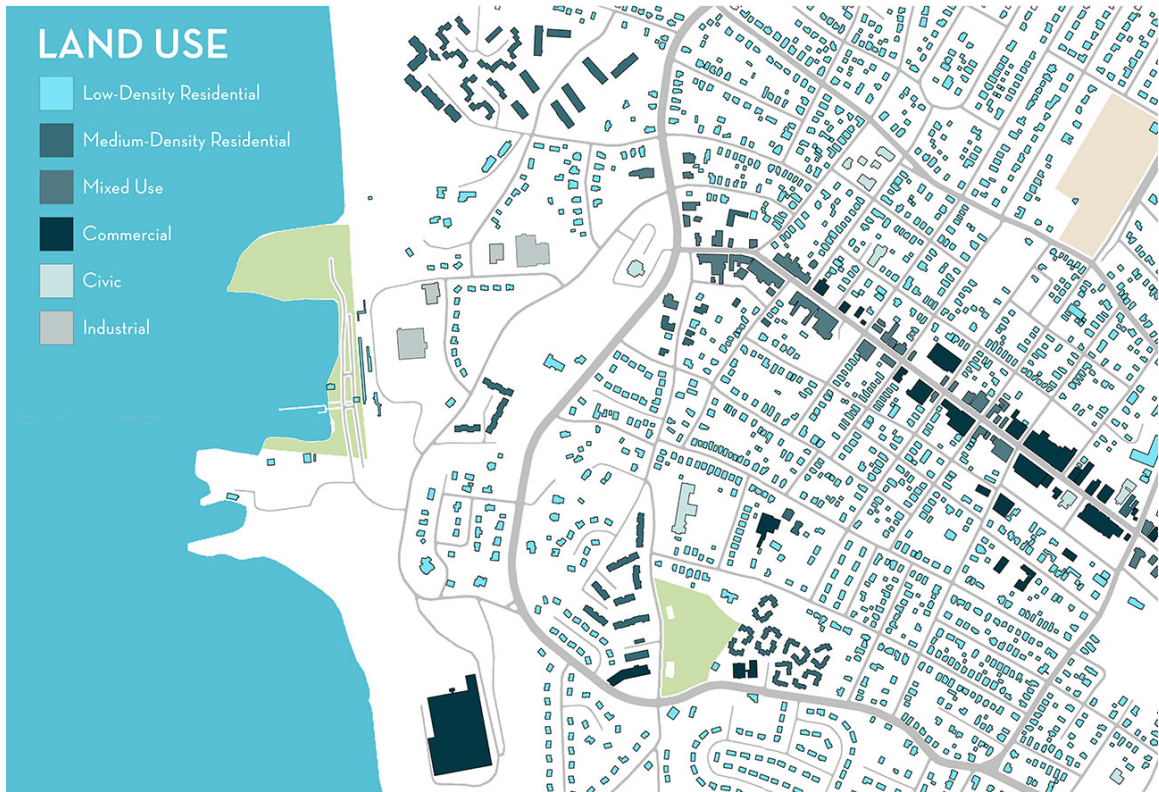 LAND USE
Low-Density Residential
Medium-Density Residential
Mixed Use
Commercial
Civic
Industrial